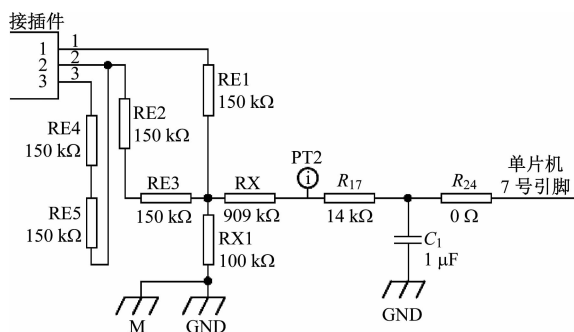 接插件
1 1
2 2
3 3
RE1
150 kΩ
RE2
150 kΩ
RE4
150 kΩ
PT2
i
单片机
7 号引脚
RE3
150 kΩ
RX
909 kΩ
R17
14 kΩ
R24
0 Ω
RE5
150 kΩ
RX1
100 kΩ
C1
1 μF
M
GND
GND